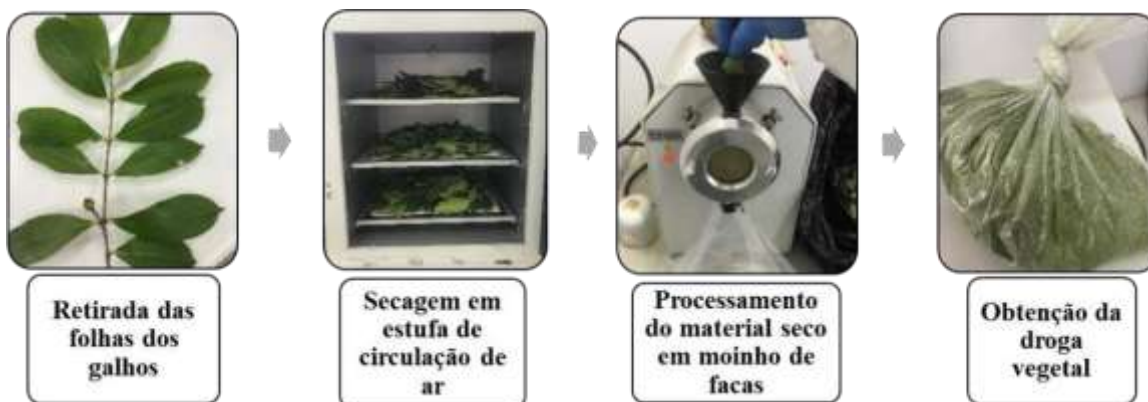 Retirada das
folhas dos
galhos
Secagem em
estufa de
circulação de
ar
Processamento
do material seco
em moinho de
facas
Obtenção da
droga
vegetal